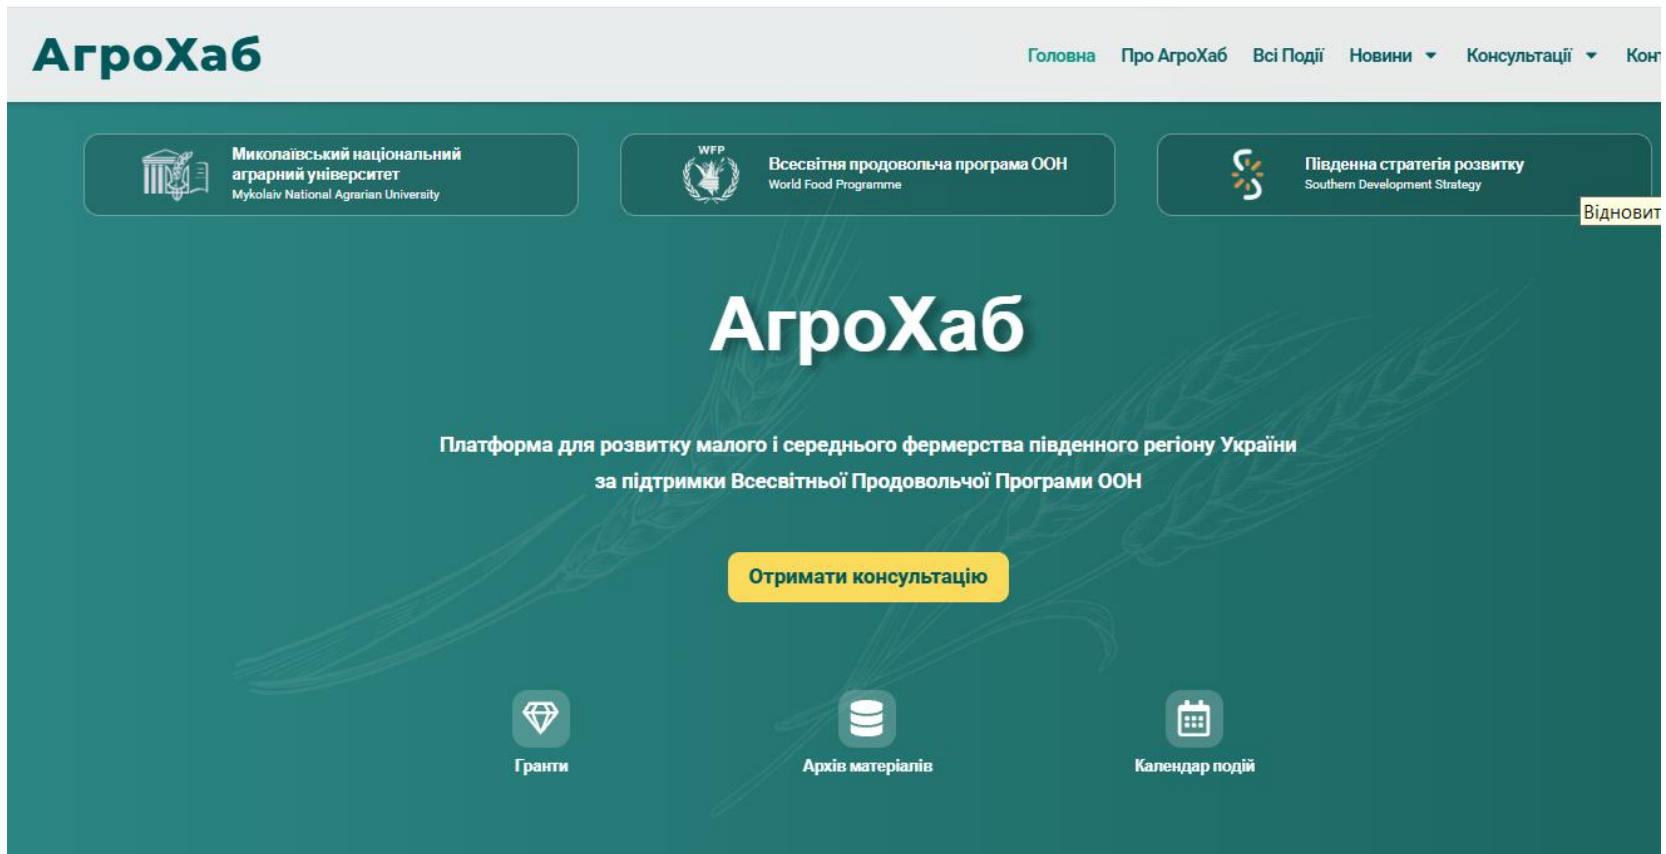 АгроХаб
Головна Про АгроХаб Всі Події Новини Консультації Конт
Миколаївський національний
аграрний університет
Mykolaiv National Agrarian University
WFP
Всесвітня продовольча програма ООН
World Food Programme
Південна стратегія розвитку
Southern Development Strategy
Відновит
АгроХаб
Платформа для розвитку малого і середнього фермерства південного регіону України
за підтримки Всесвітньої Продовольчої Програми ООН
Отримати консультацію
Гранти
Архів матеріалів
Календар подій